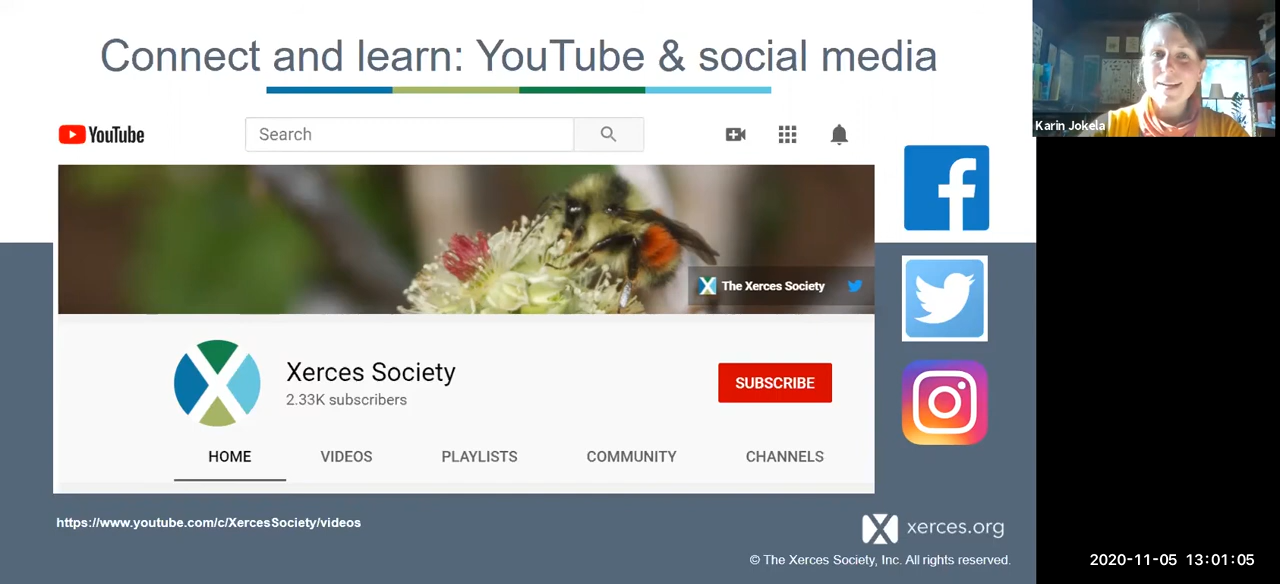 Connect and learn: YouTube & social media
Karin Jokela
YouTube
Search
The Xerces Society
Xerces Society
2.33K subscribers
SUBSCRIBE
HOME VIDEOS PLAYLISTS COMMUNITY CHANNELS
https://www.youtube.com/c/XercesSociety/videos
xerces.org
© The Xerces Society, Inc. All rights reserved.
2020-11-05 13:01:05